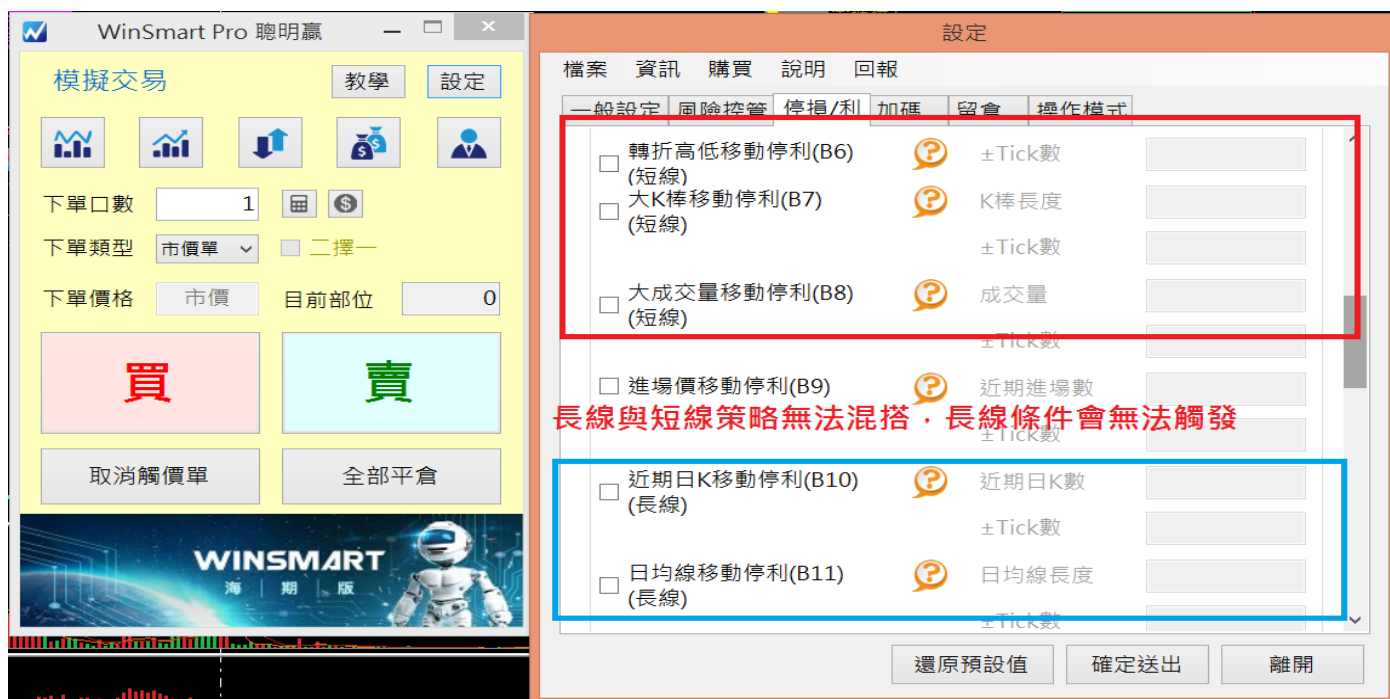 WinSmart Pro 聰明贏
模擬交易
教學
設定
下單口數
1
下單類型
市價單
二擇一
下單價格
市價
目前部位
0
買
賣
取消觸價單
全部平倉
WINSMART
海 | 期 | 版
設定
檔案 資訊 購買 說明 回報
一般設定 風險控管 停損/利 加碼 留倉 操作模式
轉折高低移動停利(B6)
(短線)
±Tick數
大K棒移動停利(B7)
(短線)
K棒長度
±Tick數
大成交量移動停利(B8)
(短線)
成交量
±Tick數
進場價移動停利(B9)
近期進場數
長線與短線策略無法混搭，長線條件會無法觸發
±Tick數
近期日K移動停利(B10)
(長線)
近期日K數
±Tick數
日均線移動停利(B11)
(長線)
日均線長度
±Tick數
還原預設值
確定送出
離開